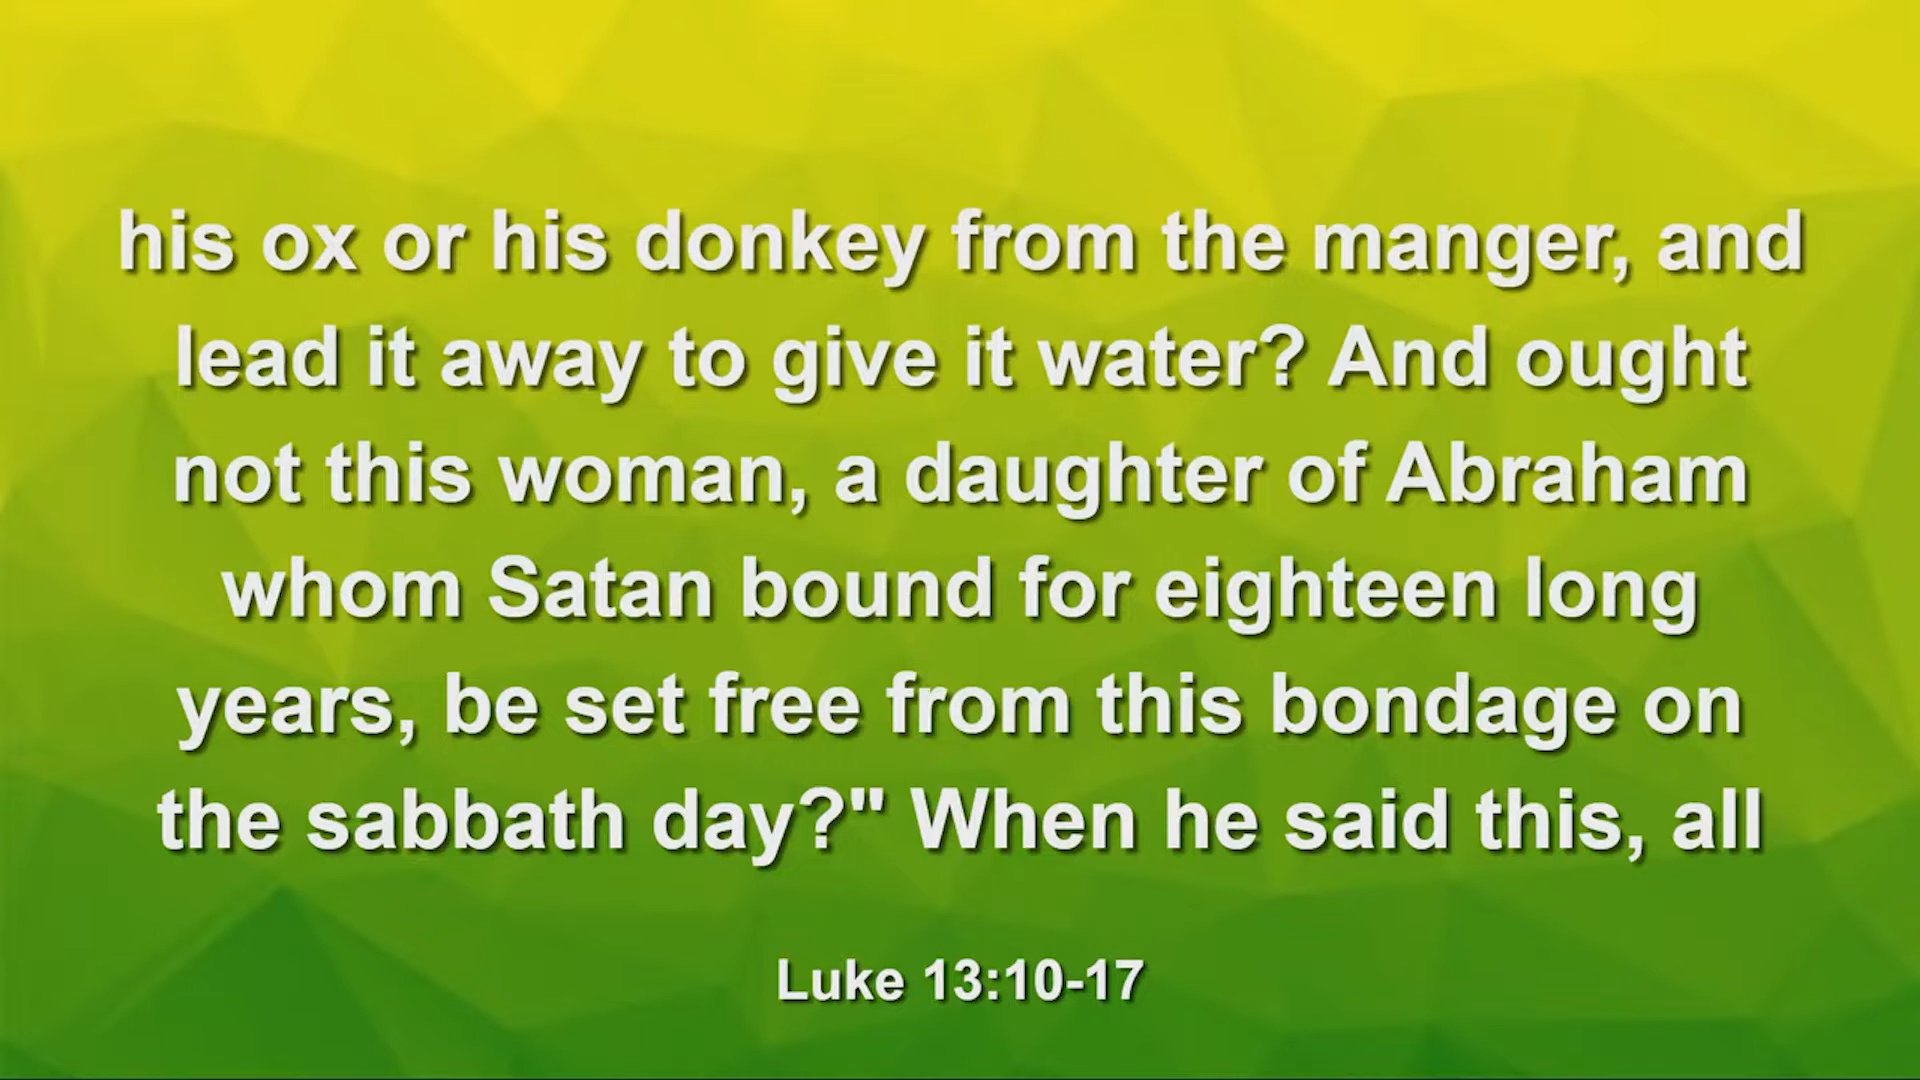 his ox or his donkey from the manger, and
lead it away to give it water? And ought
not this woman, a daughter of Abraham
whom Satan bound for eighteen long
years, be set free from this bondage on
the sabbath day?" When he said this, all
Luke 13:10-17